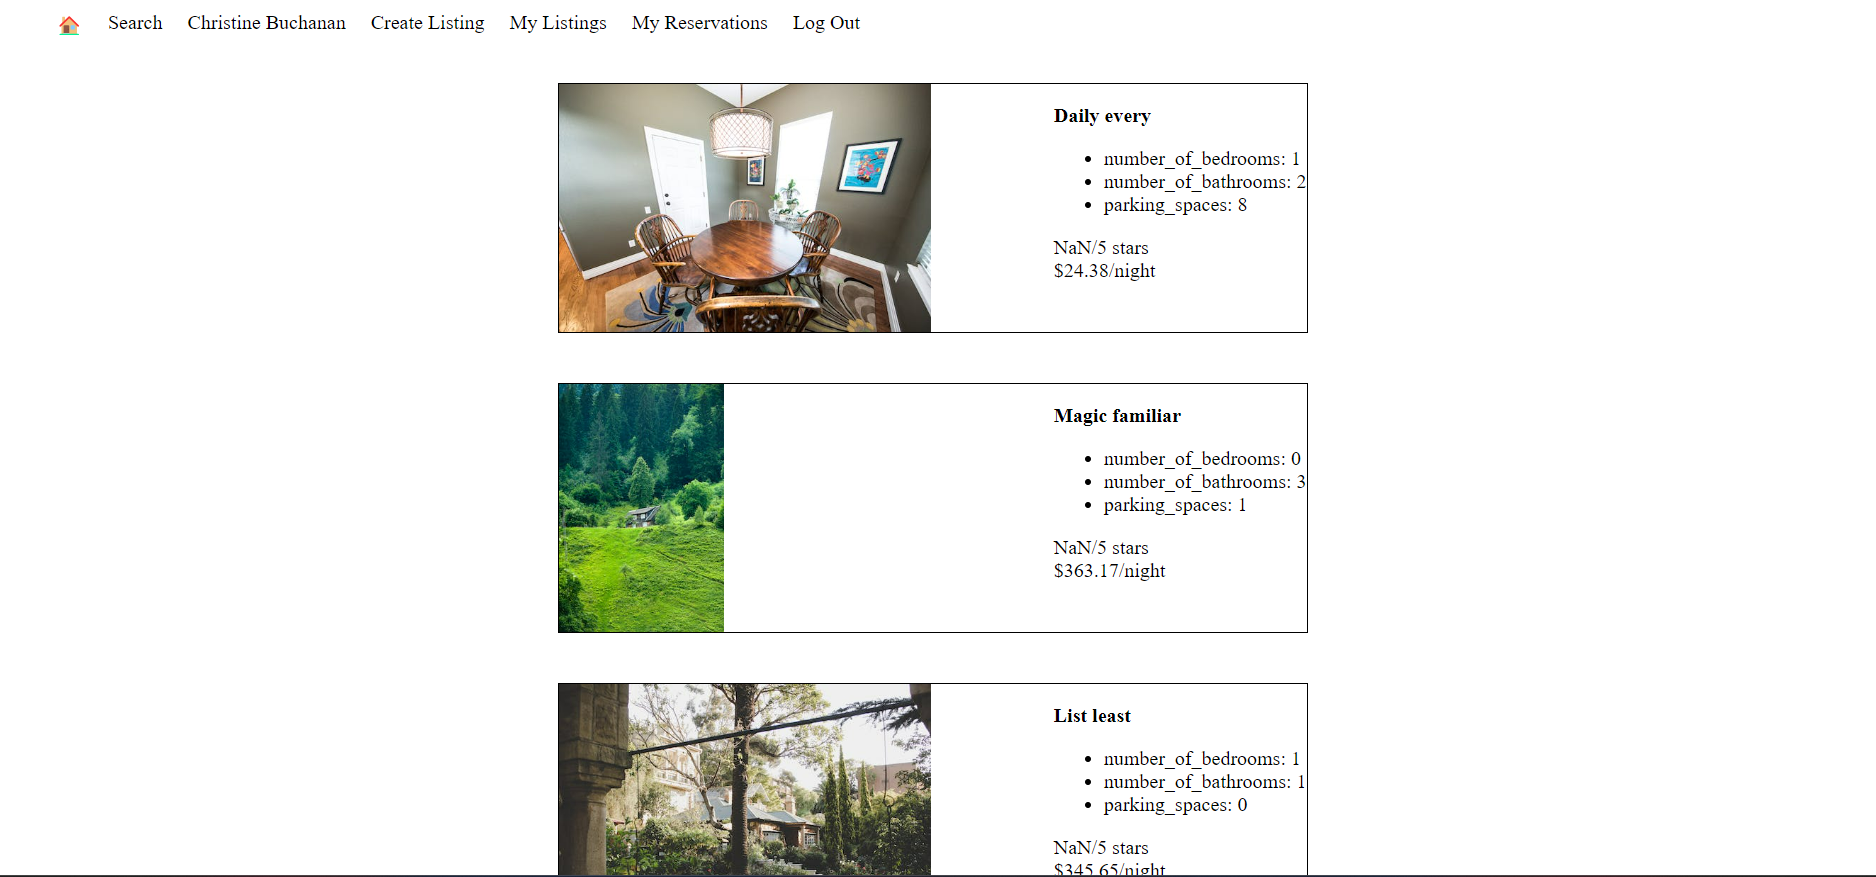 Search Christine Buchanan Create Listing My Listings My Reservations Log Out
Daily every
number_of_bedrooms: 1
number_of_bathrooms: 2
parking_spaces: 8
NaN/5 stars
$24.38/night
Magic familiar
number_of_bedrooms: 0
number_of_bathrooms: 3
parking_spaces: 1
NaN/5 stars
$363.17/night
List least
number_of_bedrooms: 1
number_of_bathrooms: 1
parking_spaces: 0
NaN/5 stars
$345.65/night